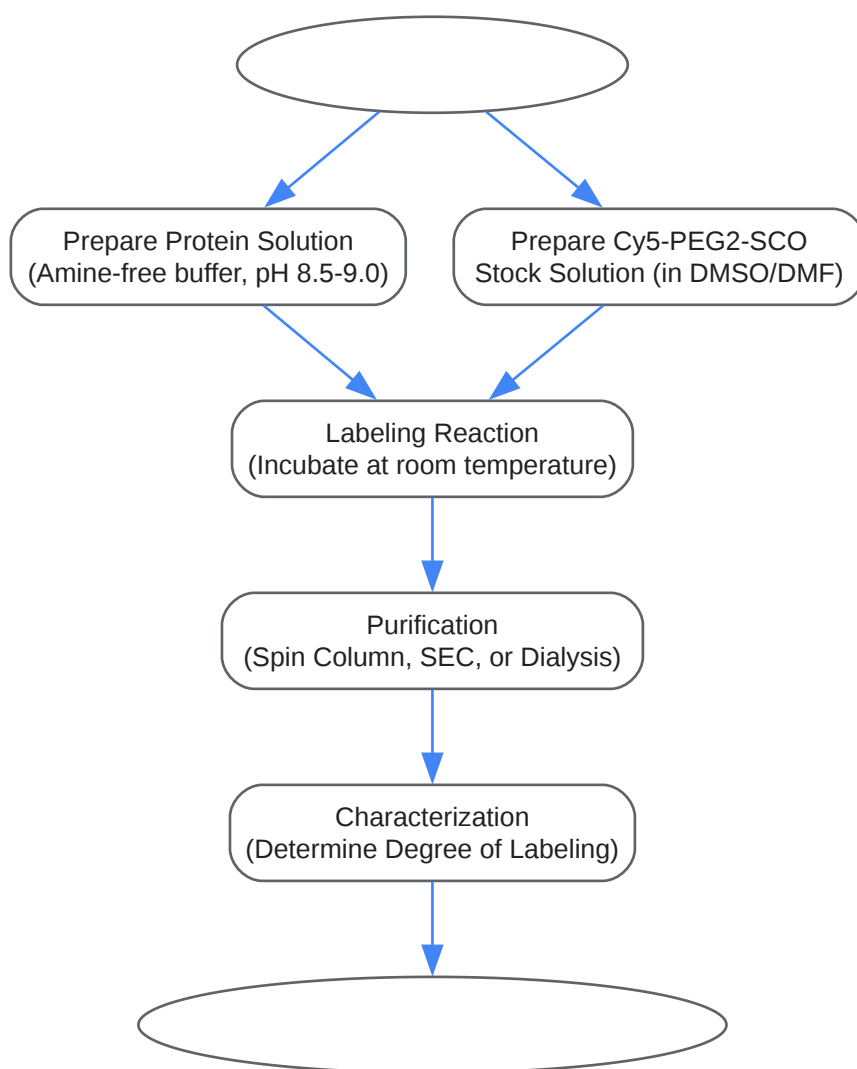 Prepare Protein Solution
(Amine-free buffer, pH 8.5-9.0)
Prepare Cy5-PEG2-SCO
Stock Solution (in DMSO/DMF)
Labeling Reaction
(Incubate at room temperature)
Purification
(Spin Column, SEC, or Dialysis)
Characterization
(Determine Degree of Labeling)